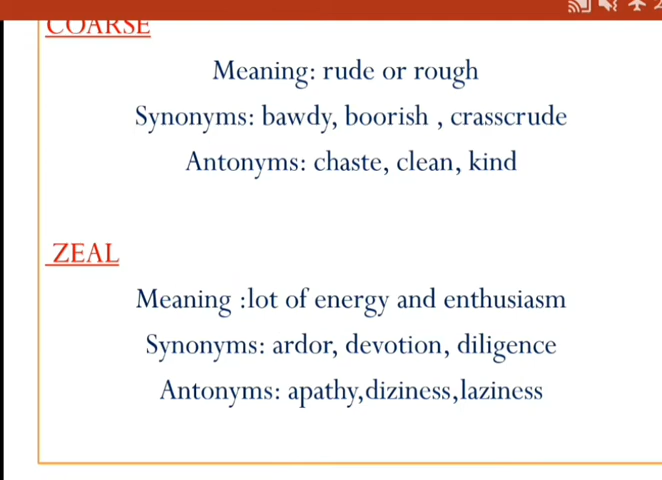 COARSE
Meaning: rude or rough
Synonyms: bawdy, boorish , crasscrude
Antonyms: chaste, clean, kind
ZEAL
Meaning :lot of energy and enthusiasm
Synonyms: ardor, devotion, diligence
Antonyms: apathy,diziness,laziness